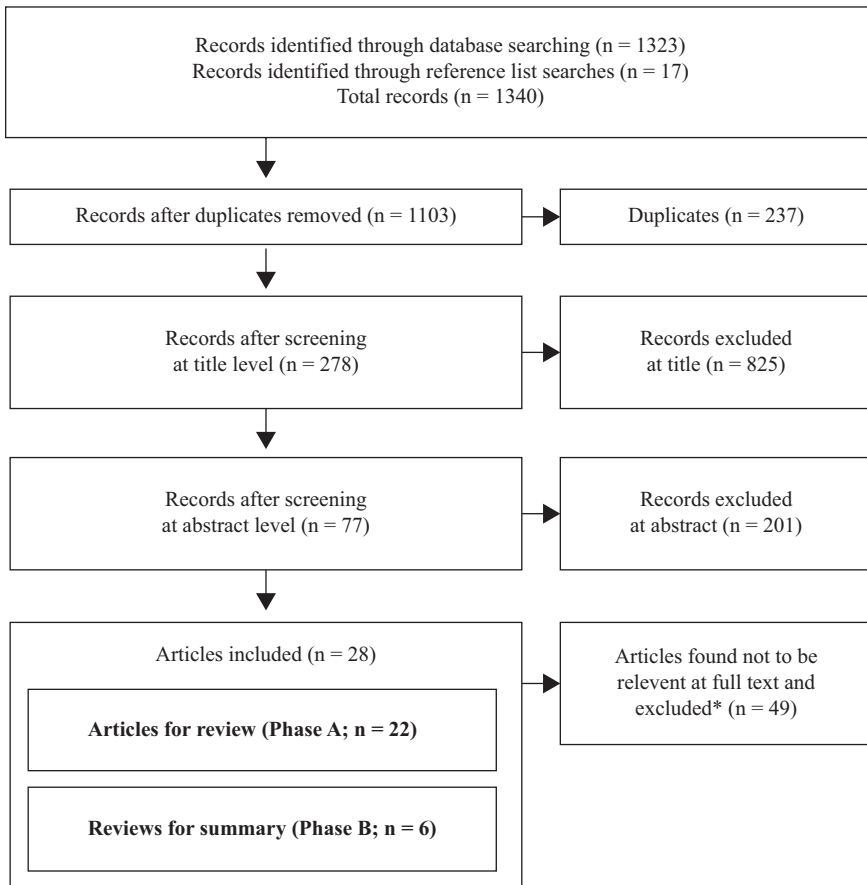 Records identified through database searching (n = 1323)
Records identified through reference list searches (n = 17)
Total records (n = 1340)
Records after duplicates removed (n = 1103)
Duplicates (n = 237)
Records after screening
at title level (n = 278)
Records excluded
at title (n = 825)
Records after screening
at abstract level (n = 77)
Records excluded
at abstract (n = 201)
Articles included (n = 28)
Articles for review (Phase A; n = 22)
Reviews for summary (Phase B; n = 6)
Articles found not to be
relevent at full text and
excluded* (n = 49)